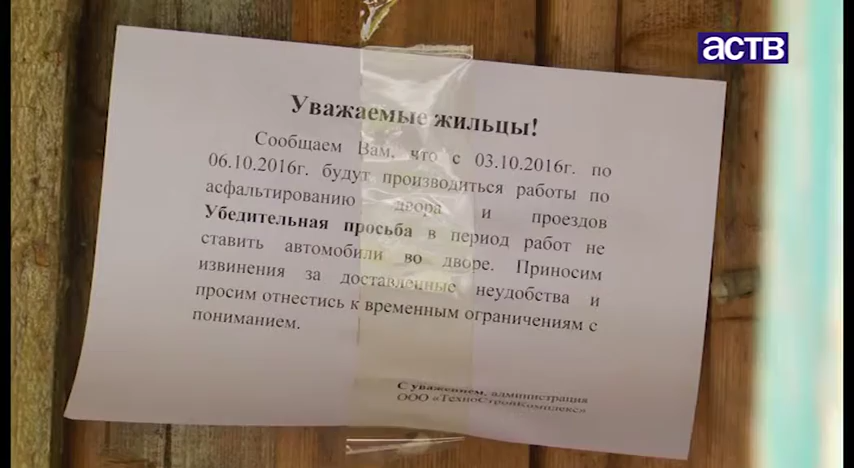 аств
Уважаемые жильцы!
Сообщаем Вам, что с 03.10.2016г. по
06.10.2016г. будут производиться работы по
асфальтированию двора и проездов
Убедительная просьба в период работ не
ставить автомобили во дворе. Приносим
извинения за доставленные неудобства и
просим отнестись к временным ограничениям с
пониманием.
С уважением, администрация
ООО «ТехноСтройКомплекс»